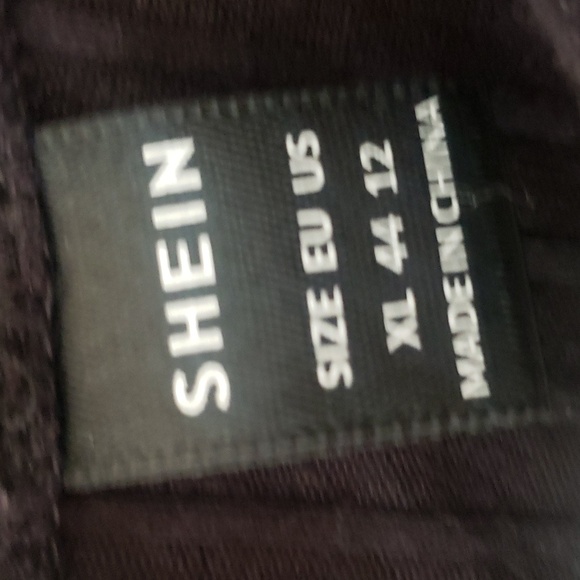 SHEIN
SIZE EU US
XL 44 12
MADE IN CHINA